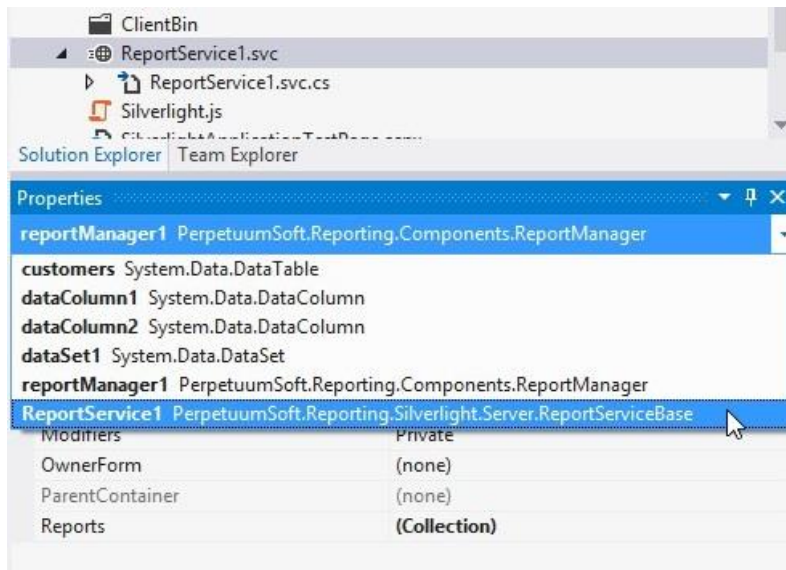 ClientBin
ReportService1.svc
ReportService1.svc.cs
Silverlight.js
Solution Explorer Team Explorer
Properties
reportManager1 PerpetuumSoft.Reporting.Components.ReportManager
customers System.Data.DataTable
dataColumn1 System.Data.DataColumn
dataColumn2 System.Data.DataColumn
dataSet1 System.Data.DataSet
reportManager1 PerpetuumSoft.Reporting.Components.ReportManager
ReportService1 PerpetuumSoft.Reporting.Silverlight.Server.ReportServiceBase
Modifiers Private
OwnerForm (none)
ParentContainer (none)
Reports (Collection)